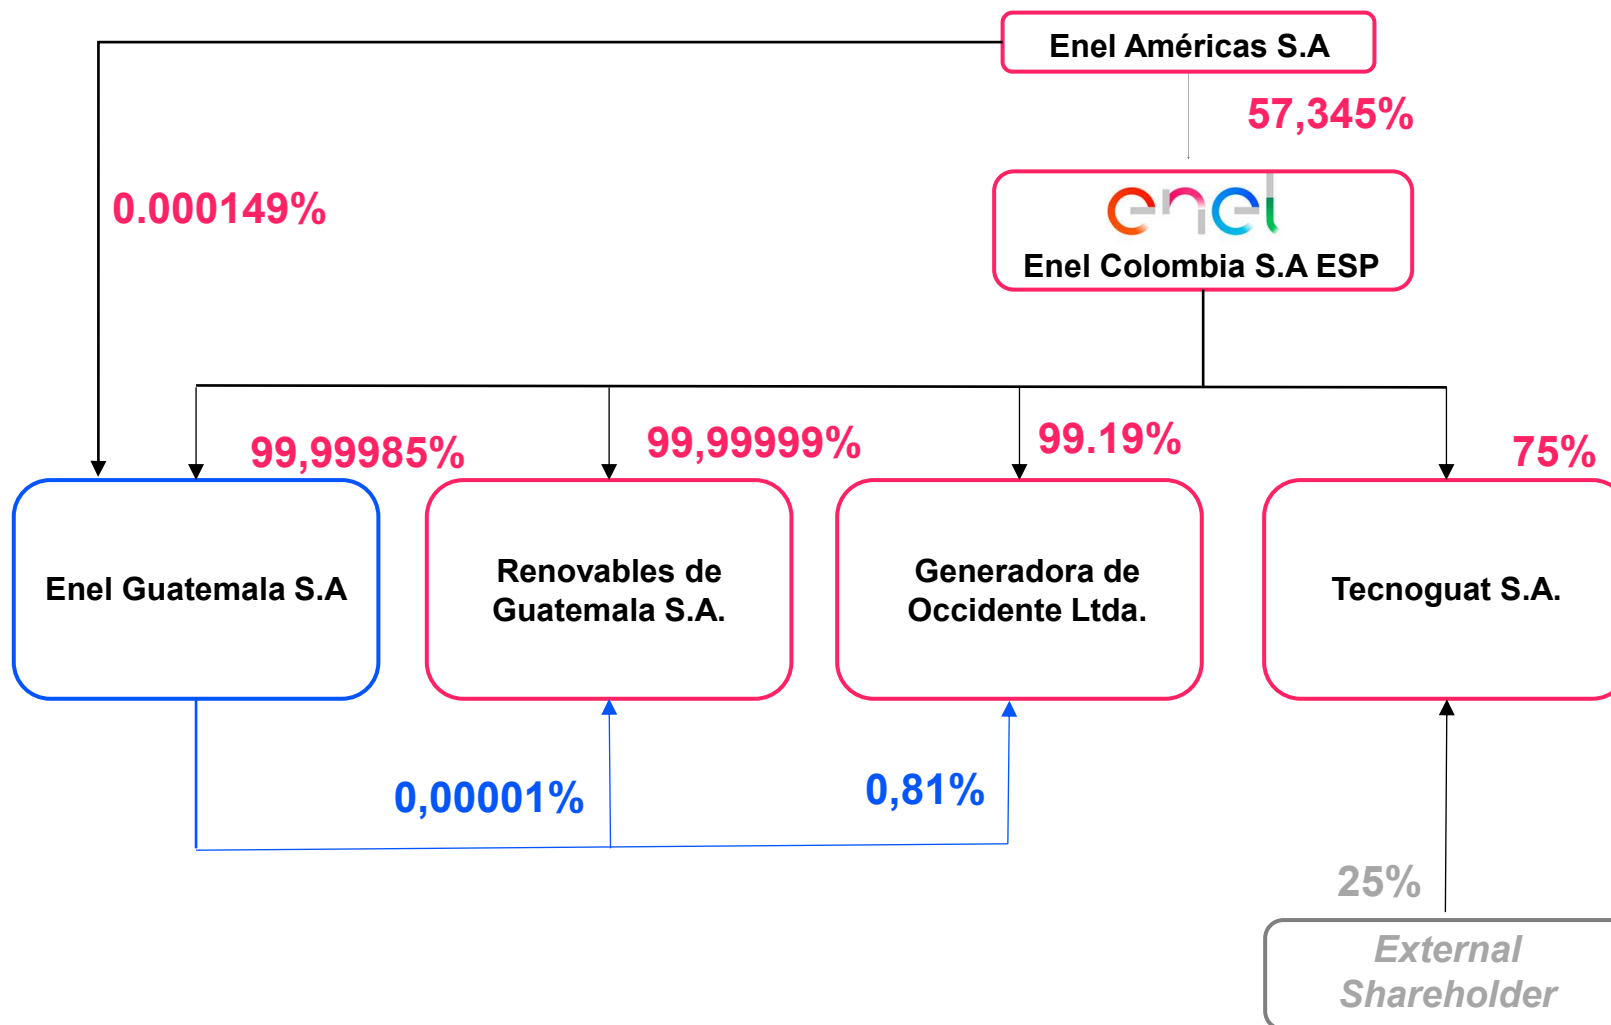 Enel Américas S.A
57,345%
0.000149%
enel
Enel Colombia S.A ESP
99,99985%
99,99999%
99.19%
75%
Enel Guatemala S.A
Renovables de
Guatemala S.A.
Generadora de
Occidente Ltda.
Tecnoguat S.A.
0,00001%
0,81%
25%
External
Shareholder